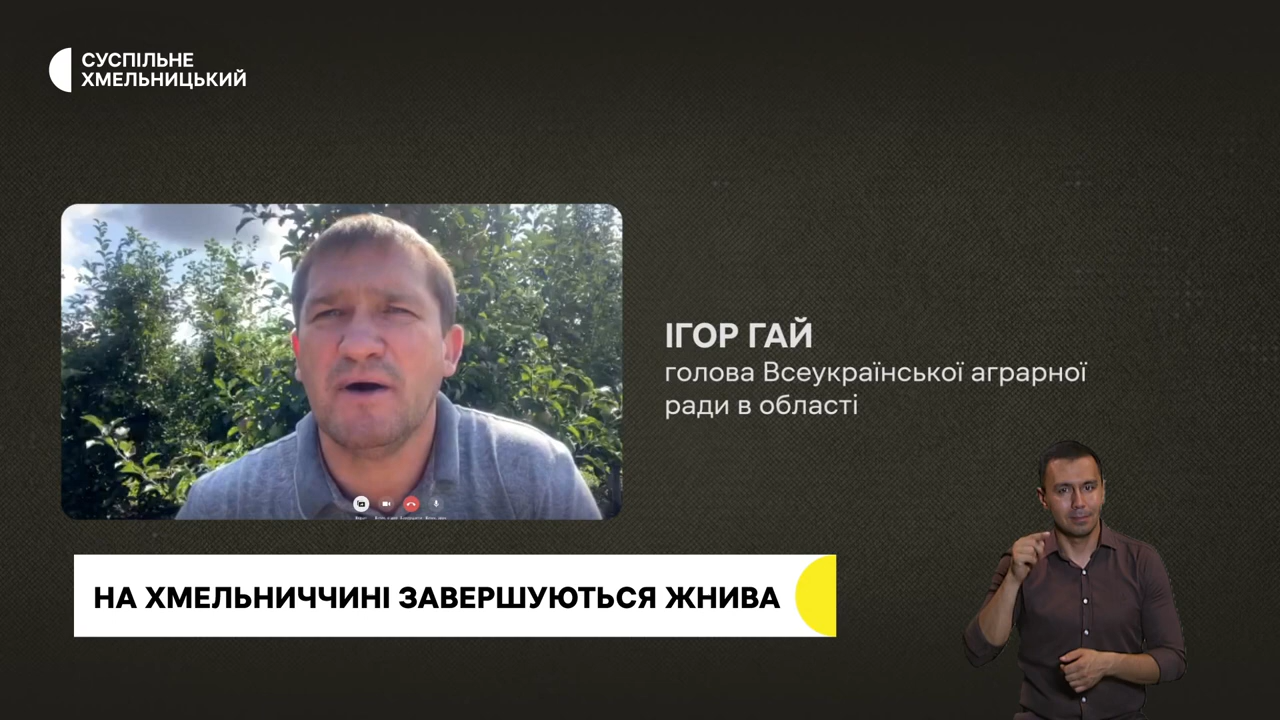 СУСПІЛЬНЕ
ХМЕЛЬНИЦЬКИЙ
ІГОР ГАЙ
голова Всеукраїнської аграрної
ради в області
НА ХМЕЛЬНИЧЧИНІ ЗАВЕРШУЮТЬСЯ ЖНИВА